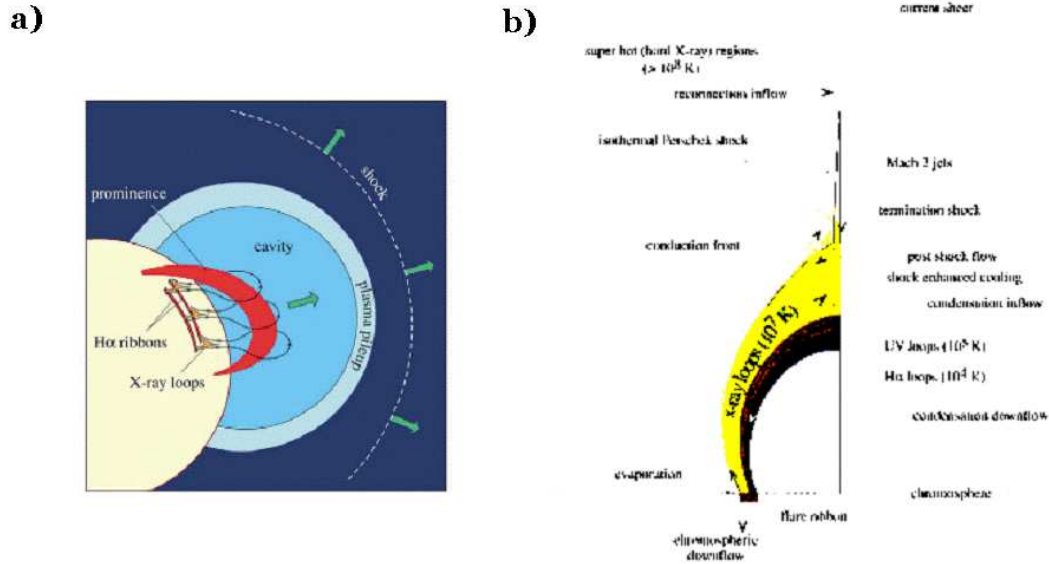 a)
prominence
shock
cavity
plasma pileup
Hα ribbons
X-ray loops
b)
current sheet
super hot (hard X-ray) regions
(> 10⁸ K)
reconnection inflow
isothermal Petschek shock
Mach 2 jets
termination shock
conduction front
post shock flow
shock enhanced cooling
condensation inflow
x-ray loops (10⁷ K)
UV loops (10⁵ K)
Hα loops (10⁴ K)
condensation downflow
evaporation
chromosphere
flare ribbon
chromospheric
downflow